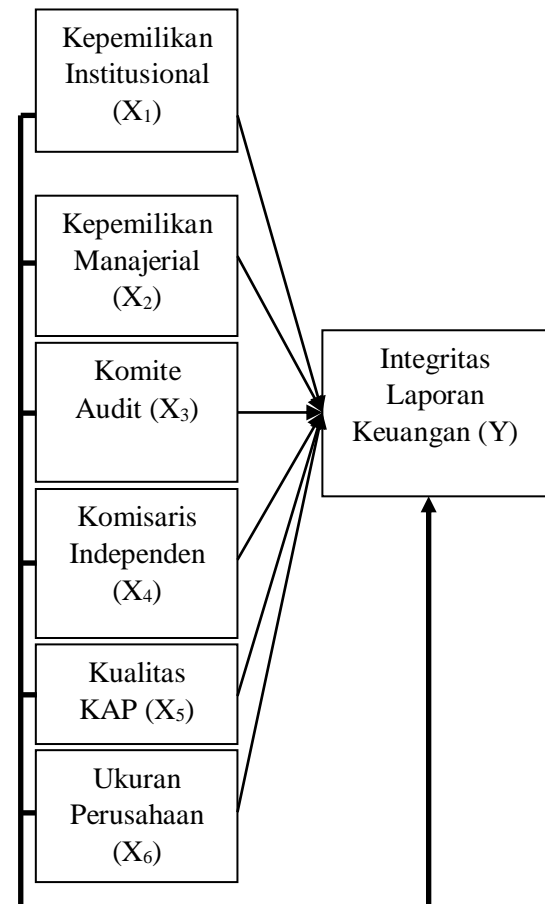 Kepemilikan
Institusional
(X₁)
Kepemilikan
Manajerial
(X₂)
Komite
Audit (X₃)
Komisaris
Independen
(X₄)
Kualitas
KAP (X₅)
Ukuran
Perusahaan
(X₆)
Integritas
Laporan
Keuangan (Y)